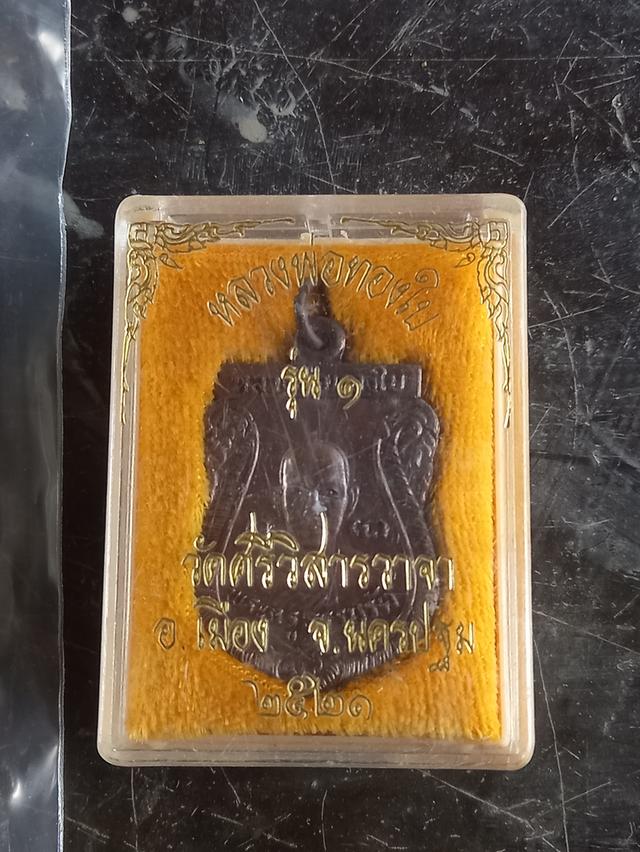 หลวงพ่อทองใบ
รุ่น ๑
วัดศรีวิสารวาจา
อ.เมือง จ.นครปฐม
๒๕๒๑